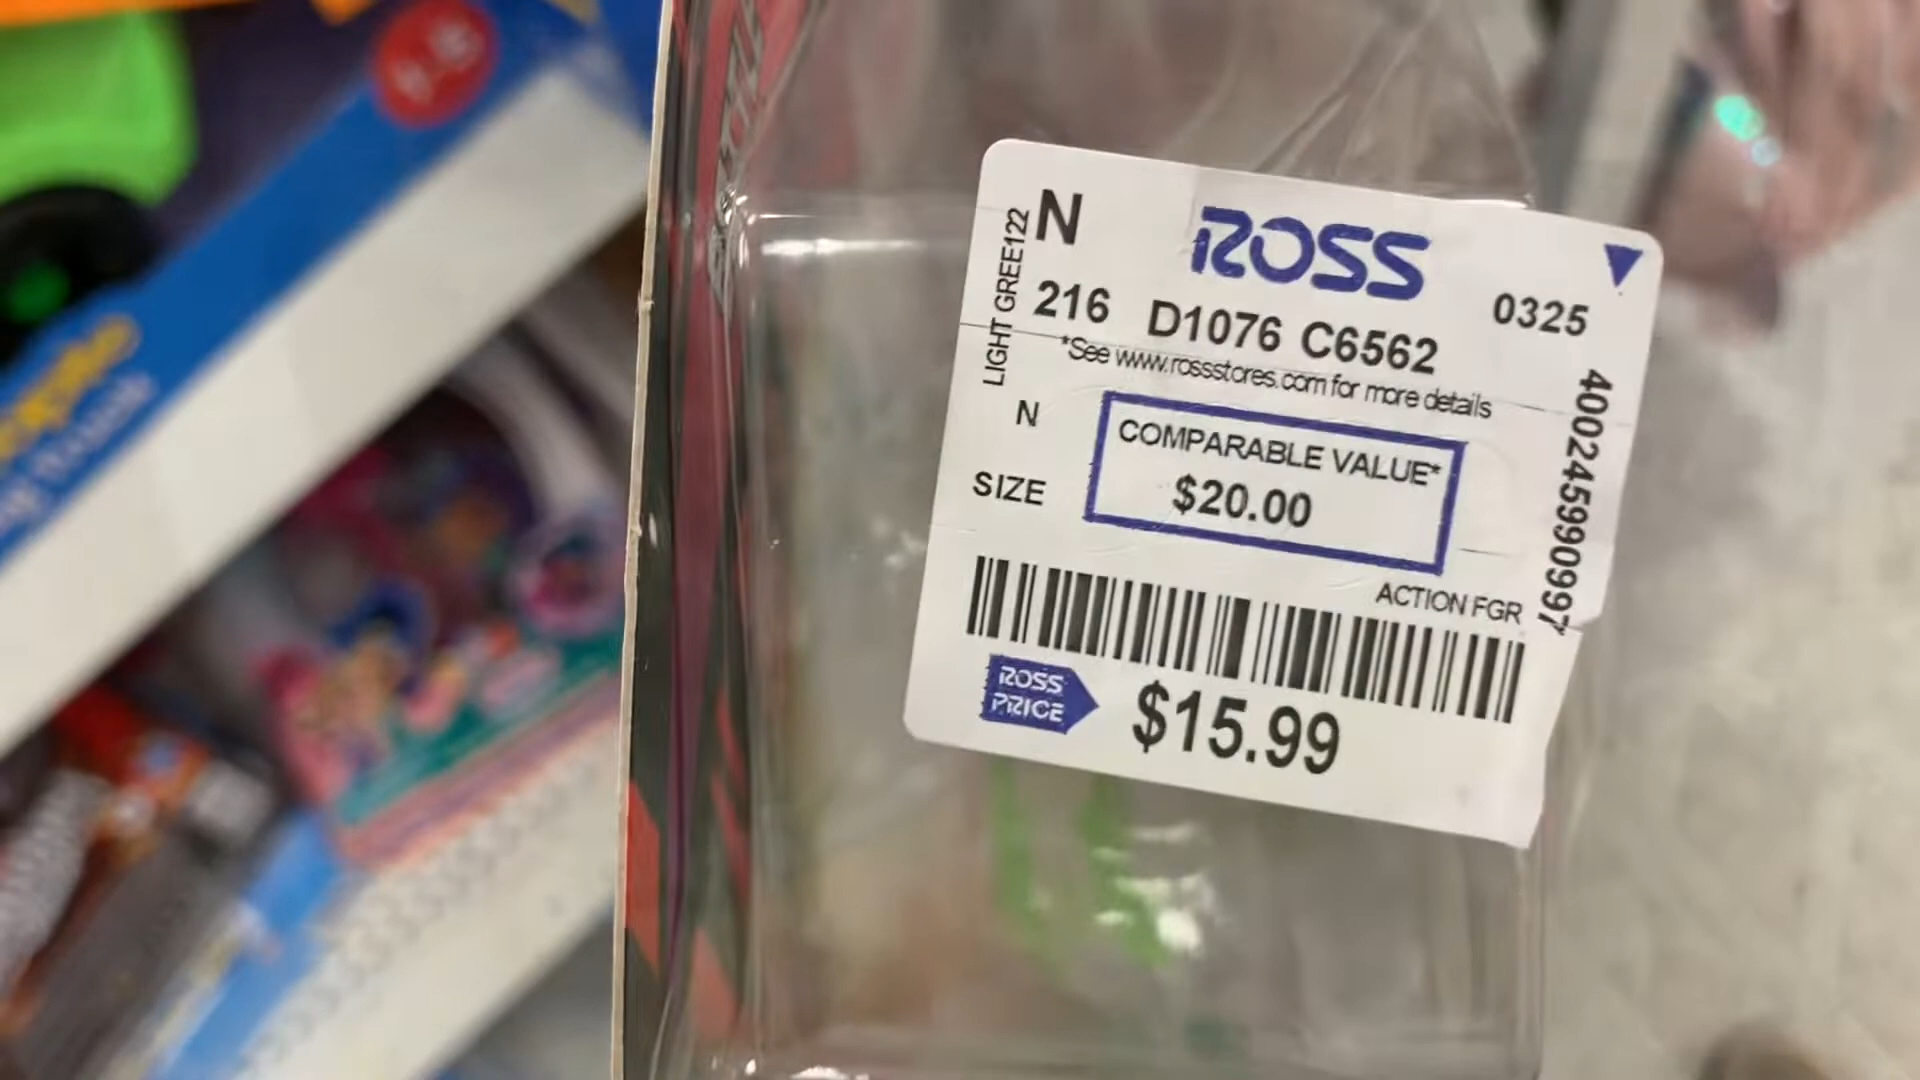 N
ROSS
LIGHT GREE122
216 D1076 C6562
0325
*See www.rossstores.com for more details
N
COMPARABLE VALUE*
$20.00
SIZE
400245990997
ACTION FGR
ROSS
PRICE
$15.99